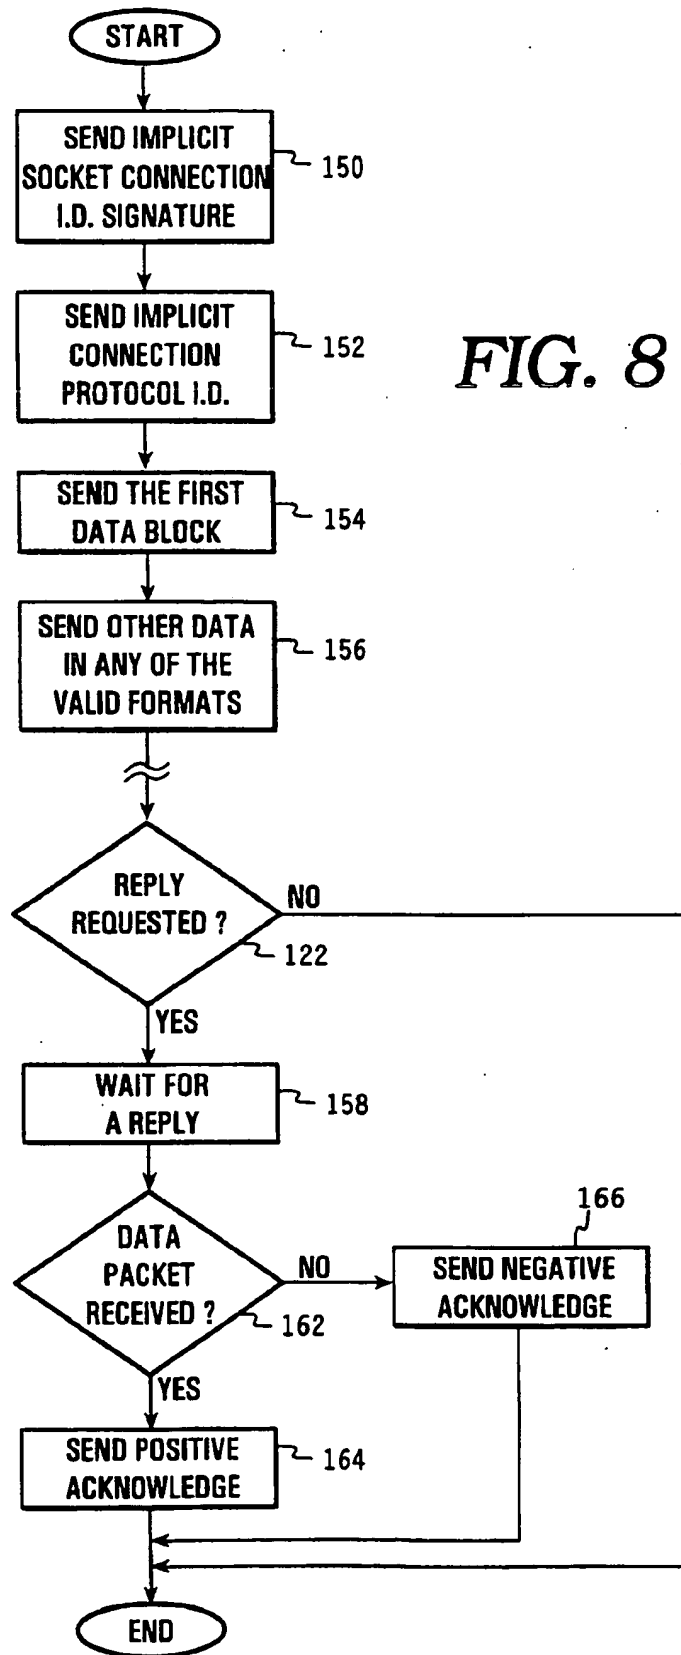 START
SEND IMPLICIT
SOCKET CONNECTION
I.D. SIGNATURE
150
SEND IMPLICIT
CONNECTION
PROTOCOL I.D.
152
FIG. 8
SEND THE FIRST
DATA BLOCK
154
SEND OTHER DATA
IN ANY OF THE
VALID FORMATS
156
REPLY
REQUESTED ?
NO
122
YES
WAIT FOR
A REPLY
158
DATA
PACKET
RECEIVED ?
NO
162
166
SEND NEGATIVE
ACKNOWLEDGE
YES
SEND POSITIVE
ACKNOWLEDGE
164
END